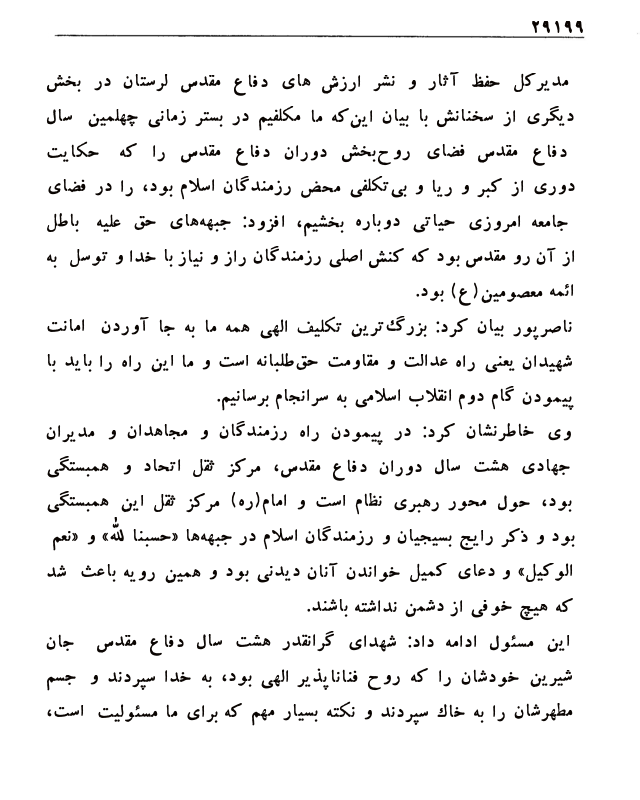 ۲۹۱۹۹
مدیرکل حفظ آثار و نشر ارزش های دفاع مقدس لرستان در بخش
دیگری از سخنانش با بیان این‌که ما مکلفیم در بستر زمانی چهلمین سال
دفاع مقدس فضای روح‌بخش دوران دفاع مقدس را که حکایت
دوری از کبر و ریا و بی‌تکلفی محض رزمندگان اسلام بود، را در فضای
جامعه امروزی حیاتی دوباره بخشیم، افزود: جبهه‌های حق علیه باطل
از آن رو مقدس بود که کنش اصلی رزمندگان راز و نیاز با خدا و توسل به
ائمه معصومین(ع) بود.
ناصرپور بیان کرد: بزرگ‌ترین تکلیف الهی همه ما به جا آوردن امانت
شهیدان یعنی راه عدالت و مقاومت حق‌طلبانه است و ما این راه را باید با
پیمودن گام دوم انقلاب اسلامی به سرانجام برسانیم.
وی خاطرنشان کرد: در پیمودن راه رزمندگان و مجاهدان و مدیران
جهادی هشت سال دوران دفاع مقدس، مرکز ثقل اتحاد و همبستگی
بود، حول محور رهبری نظام است و امام(ره) مرکز ثقل این همبستگی
بود و ذکر رایج بسیجیان و رزمندگان اسلام در جبهه‌ها «حسبنا لله» و «نعم
الوکیل» و دعای کمیل خواندن آنان دیدنی بود و همین رویه باعث شد
که هیچ خوفی از دشمن نداشته باشند.
این مسئول ادامه داد: شهدای گرانقدر هشت سال دفاع مقدس جان
شیرین خودشان را که روح فناناپذیر الهی بود، به خدا سپردند و جسم
مطهرشان را به خاک سپردند و نکته بسیار مهم که برای ما مسئولیت است،